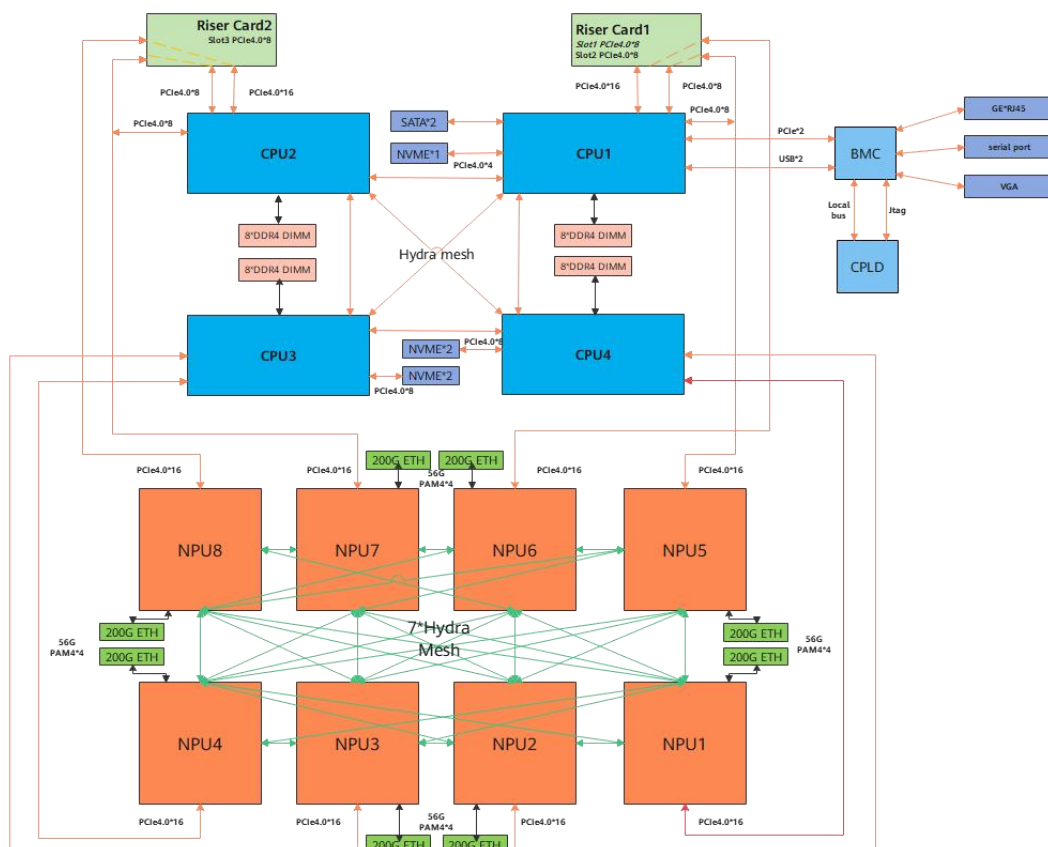 Riser Card2
Slot3 PCIe4.0*8
Riser Card1
Slot1 PCIe4.0*8
Slot2 PCIe4.0*8
PCIe4.0*8
PCIe4.0*16
PCIe4.0*16
PCIe4.0*8
PCIe4.0*8
PCIe4.0*8
SATA*2
NVME*1
PCIe4.0*4
CPU2
CPU1
PCIe*2
USB*2
BMC
GE*RJ45
serial port
VGA
Local
bus
Jtag
CPLD
8*DDR4 DIMM
8*DDR4 DIMM
Hydra mesh
8*DDR4 DIMM
8*DDR4 DIMM
CPU3
CPU4
PCIe4.0*8
NVME*2
NVME*2
PCIe4.0*8
200G ETH
200G ETH
PCIe4.0*16
PCIe4.0*16
56G
PAM4*4
PCIe4.0*16
PCIe4.0*16
NPU8
NPU7
NPU6
NPU5
200G ETH
56G
PAM4*4
200G ETH
7*Hydra
Mesh
200G ETH
56G
PAM4*4
200G ETH
NPU4
NPU3
NPU2
NPU1
PCIe4.0*16
PCIe4.0*16
56G
PAM4*4
PCIe4.0*16
PCIe4.0*16
200G ETH
200G ETH